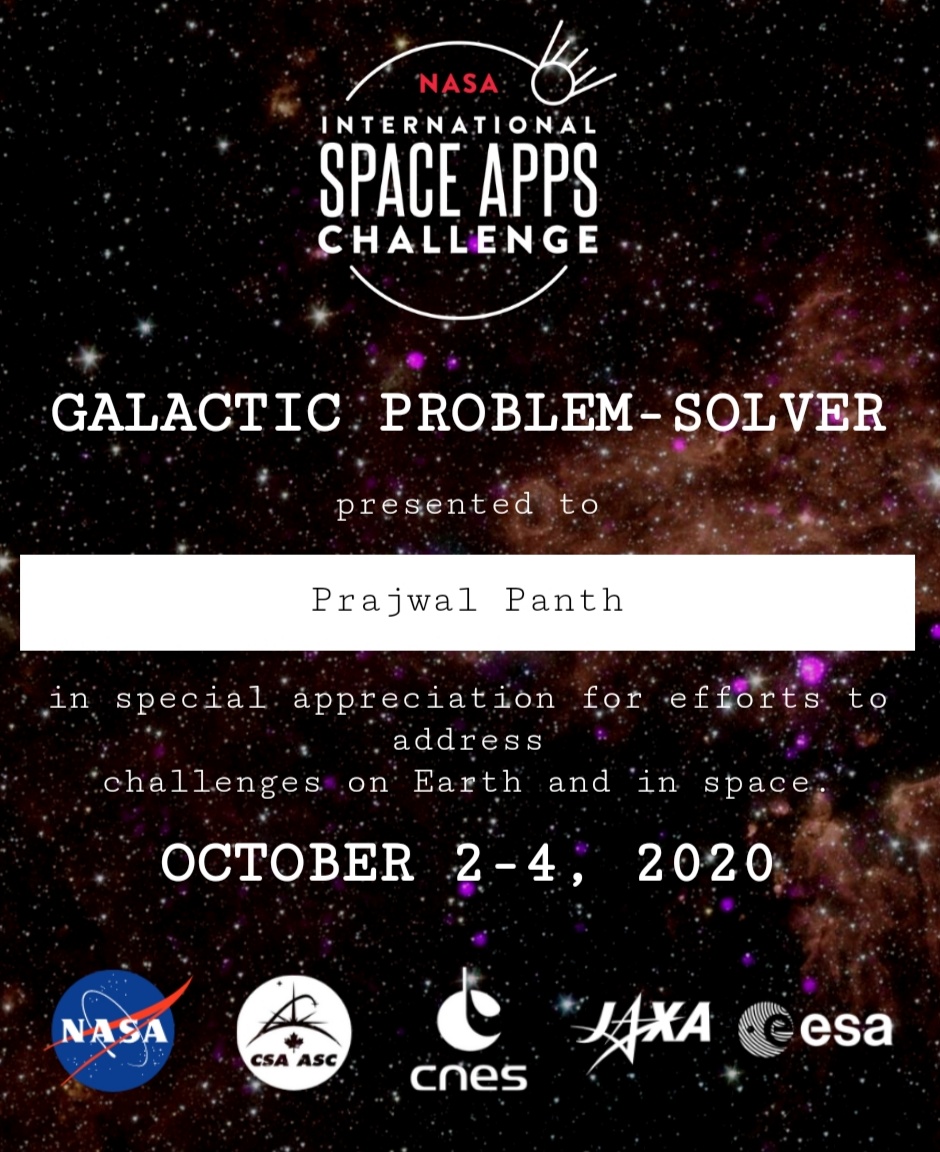 NASA
INTERNATIONAL
SPACE APPS
CHALLENGE
GALACTIC PROBLEM-SOLVER
presented to
Prajwal Panth
in special appreciation for efforts to
address
challenges on Earth and in space.
OCTOBER 2-4, 2020
NASA CSA ASC cnes JAXA esa